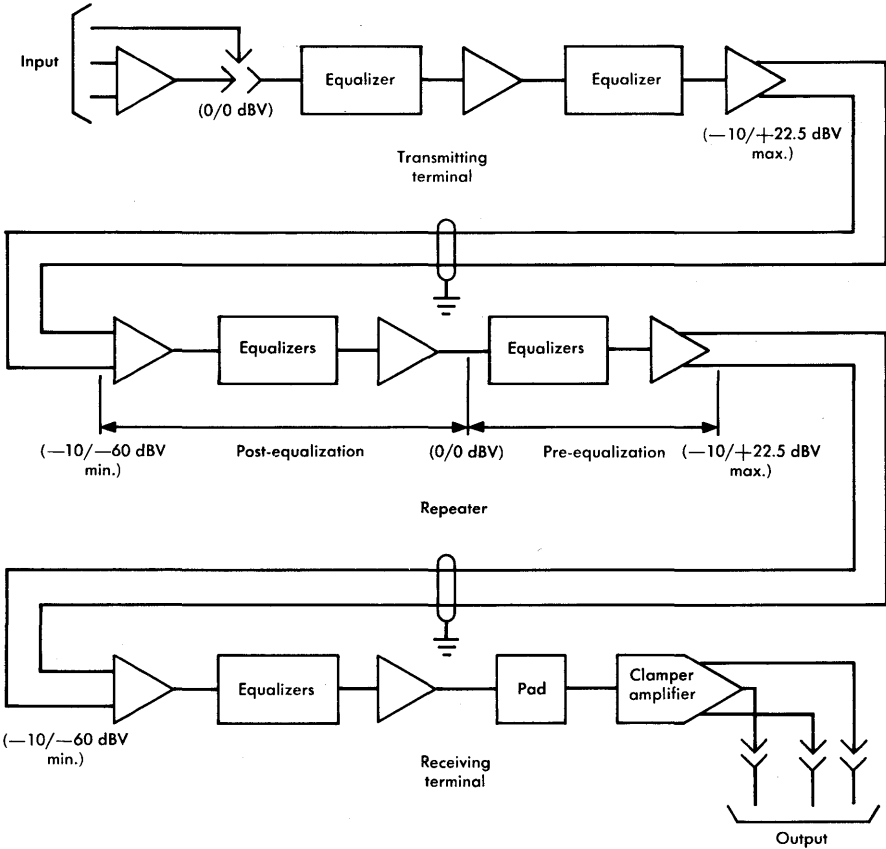 Input
Equalizer
Equalizer
(0/0 dBV)
(—10/+22.5 dBV
max.)
Transmitting
terminal
Equalizers
Equalizers
(—10/—60 dBV
min.)
Post-equalization
(0/0 dBV)
Pre-equalization
(—10/+22.5 dBV
max.)
Repeater
Equalizers
Pad
Clamper
amplifier
(—10/—60 dBV
min.)
Receiving
terminal
Output